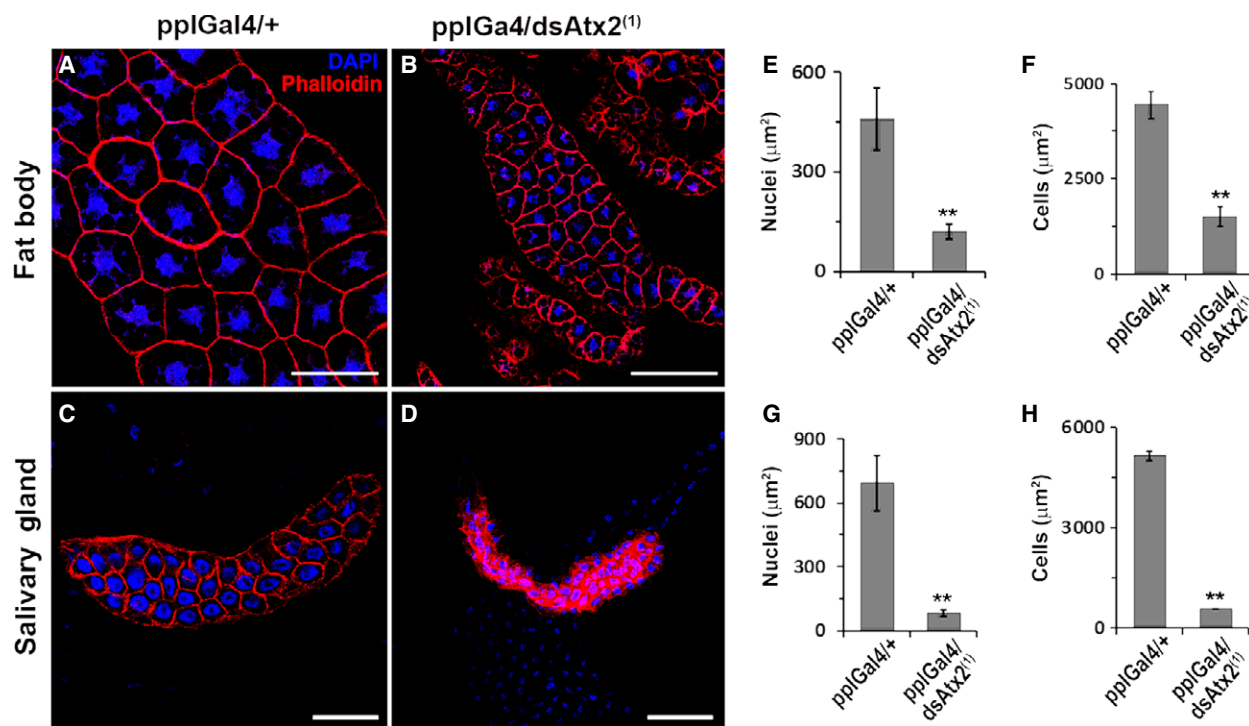 pplGal4/+
pplGa4/dsAtx2⁽¹⁾
A
DAPI
Phalloidin
B
Fat body
C
D
Salivary gland
E
600
300
0
Nuclei (μm²)
**
pplGal4/+
pplGal4/
dsAtx2⁽¹⁾
F
5000
2500
0
Cells (μm²)
**
pplGal4/+
pplGal4/
dsAtx2⁽¹⁾
G
900
600
300
0
Nuclei (μm²)
**
pplGal4/+
pplGal4/
dsAtx2⁽¹⁾
H
6000
3000
0
Cells (μm²)
**
pplGal4/+
pplGal4/
dsAtx2⁽¹⁾